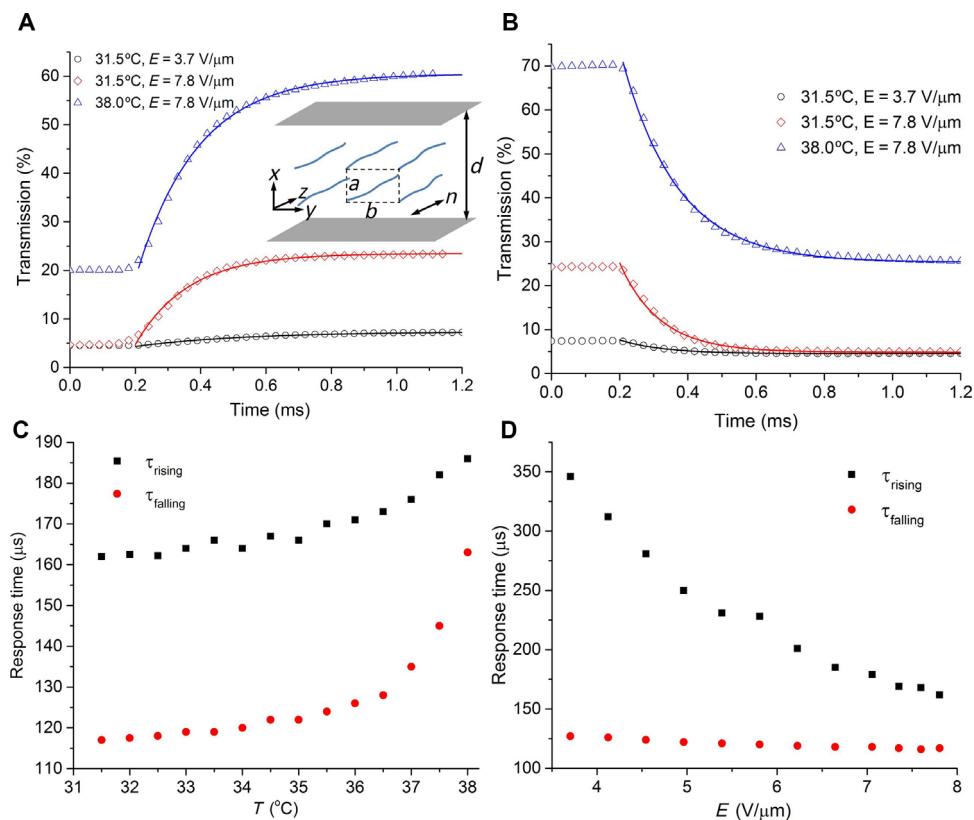 A
31.5ºC, E = 3.7 V/µm
31.5ºC, E = 7.8 V/µm
38.0ºC, E = 7.8 V/µm
Transmission (%)
60
50
40
30
20
10
0
0.0 0.2 0.4 0.6 0.8 1.0 1.2
Time (ms)
x
z
y
a
b
n
d
B
31.5ºC, E = 3.7 V/µm
31.5ºC, E = 7.8 V/µm
38.0ºC, E = 7.8 V/µm
Transmission (%)
80
70
60
50
40
30
20
10
0
0.0 0.2 0.4 0.6 0.8 1.0 1.2
Time (ms)
C
τrising
τfalling
Response time (µs)
190
180
170
160
150
140
130
120
110
31 32 33 34 35 36 37 38
T (°C)
D
τrising
τfalling
Response time (µs)
350
300
250
200
150
100
4 5 6 7 8
E (V/µm)